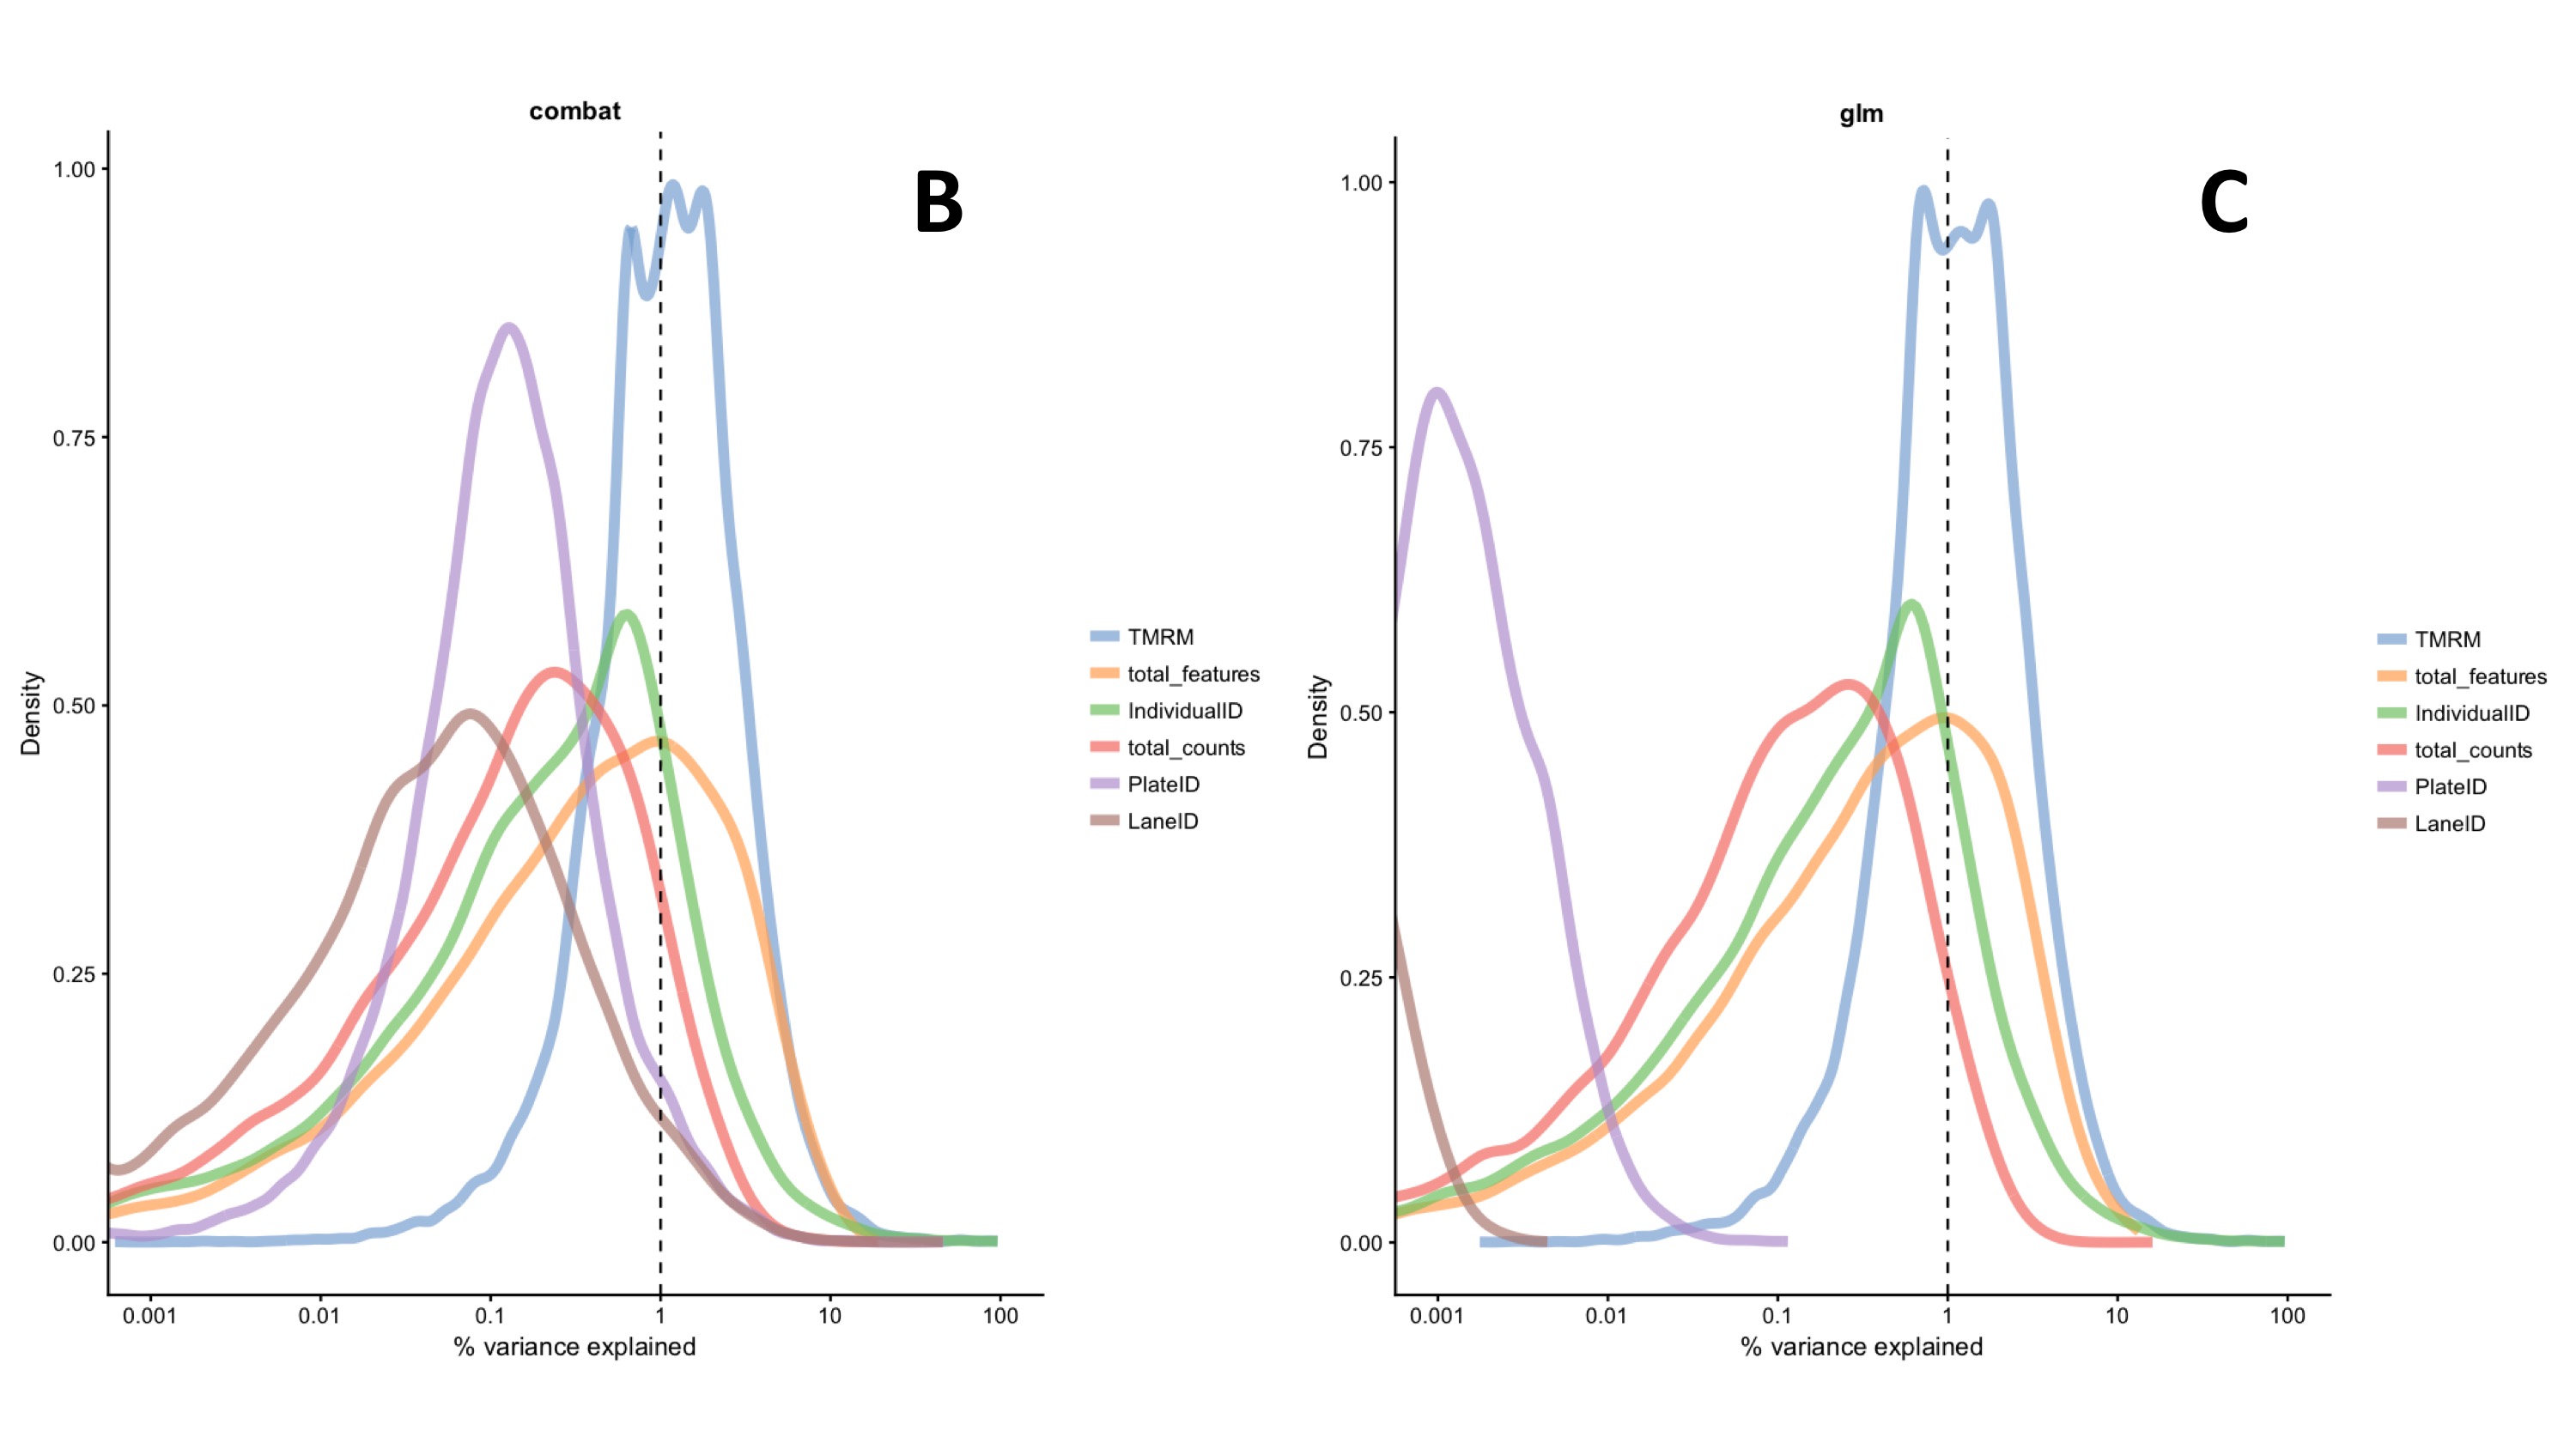 combat
B
1.00
0.75
0.50
0.25
0.00
Density
0.001 0.01 0.1 1 10 100
% variance explained
TMRM
total_features
IndividualID
total_counts
PlateID
LaneID
glm
C
1.00
0.75
0.50
0.25
0.00
Density
0.001 0.01 0.1 1 10 100
% variance explained
TMRM
total_features
IndividualID
total_counts
PlateID
LaneID